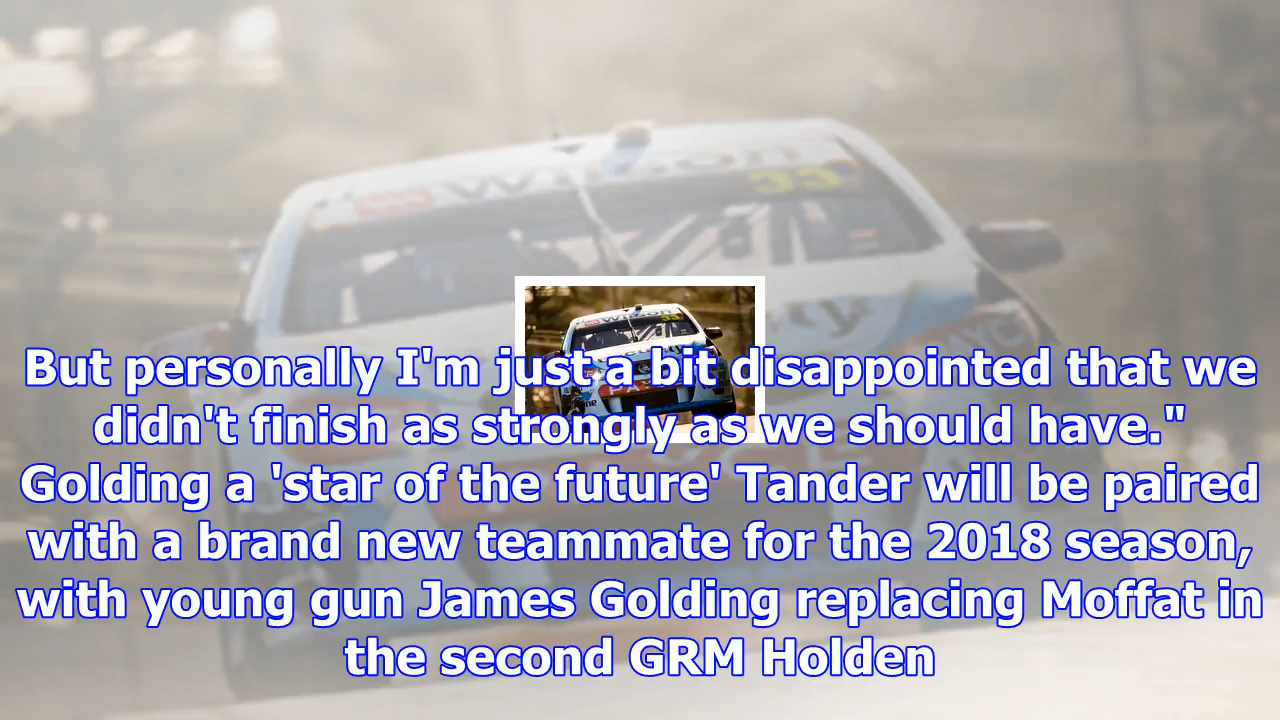 Wilson
33
But personally I'm just a bit disappointed that we
didn't finish as strongly as we should have."
Golding a 'star of the future' Tander will be paired
with a brand new teammate for the 2018 season,
with young gun James Golding replacing Moffat in
the second GRM Holden